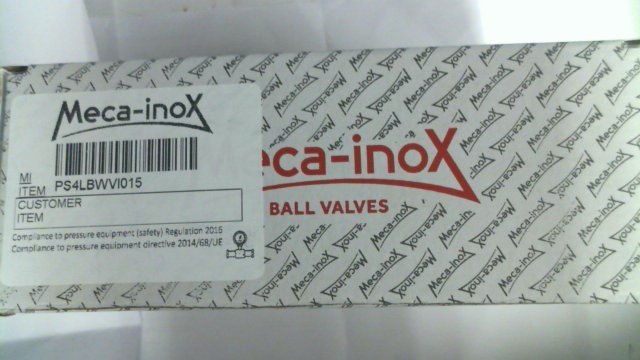 Meca-inoX
MI
ITEM PS4LBWVI015
CUSTOMER
ITEM
Compliance to pressure equipment (safety) Regulation 2016
Compliance to pressure equipment directive 2014/68/UE
eca-inoX
BALL VALVES